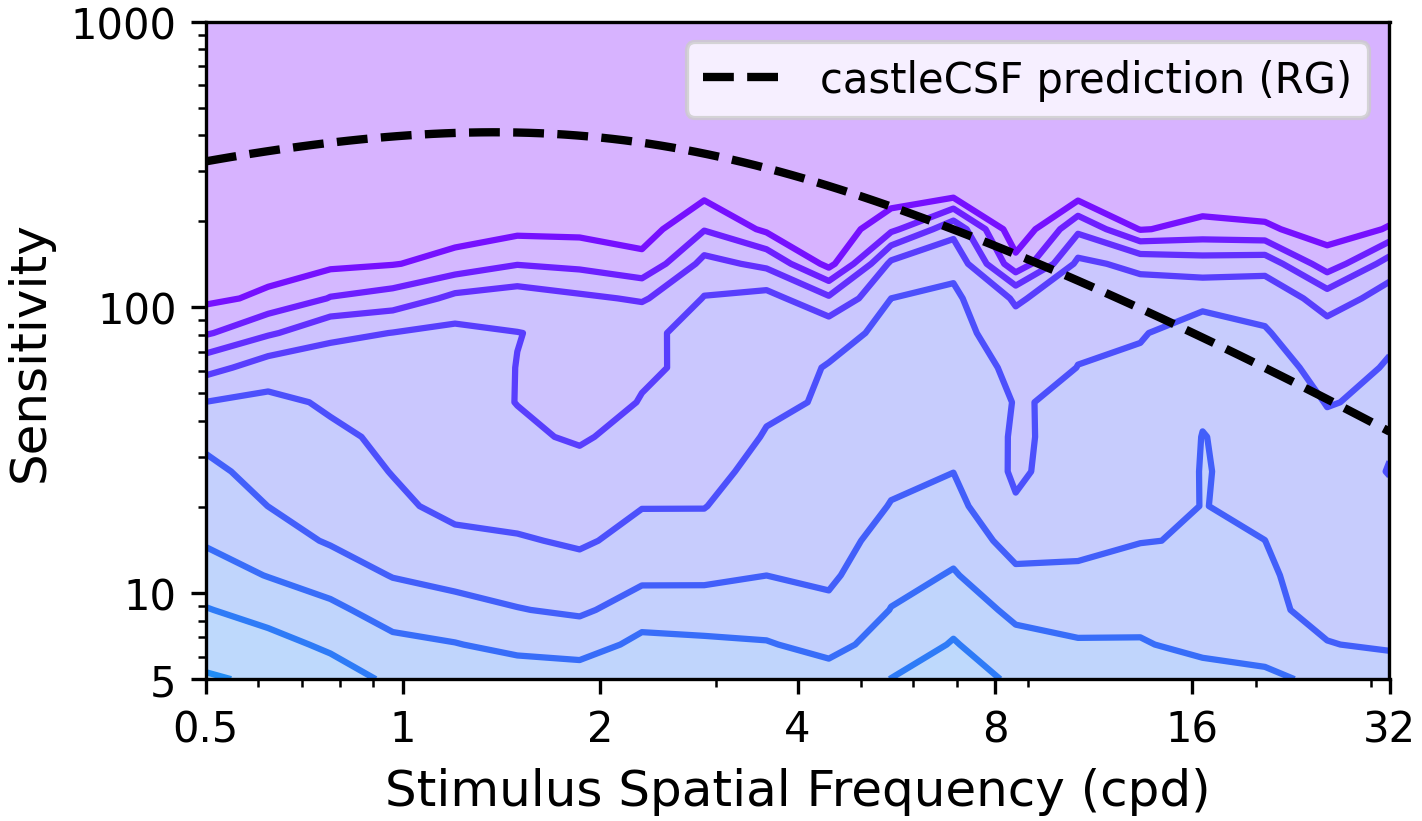 1000
100
10
5
Sensitivity
castleCSF prediction (RG)
0.5 1 2 4 8 16 32
Stimulus Spatial Frequency (cpd)